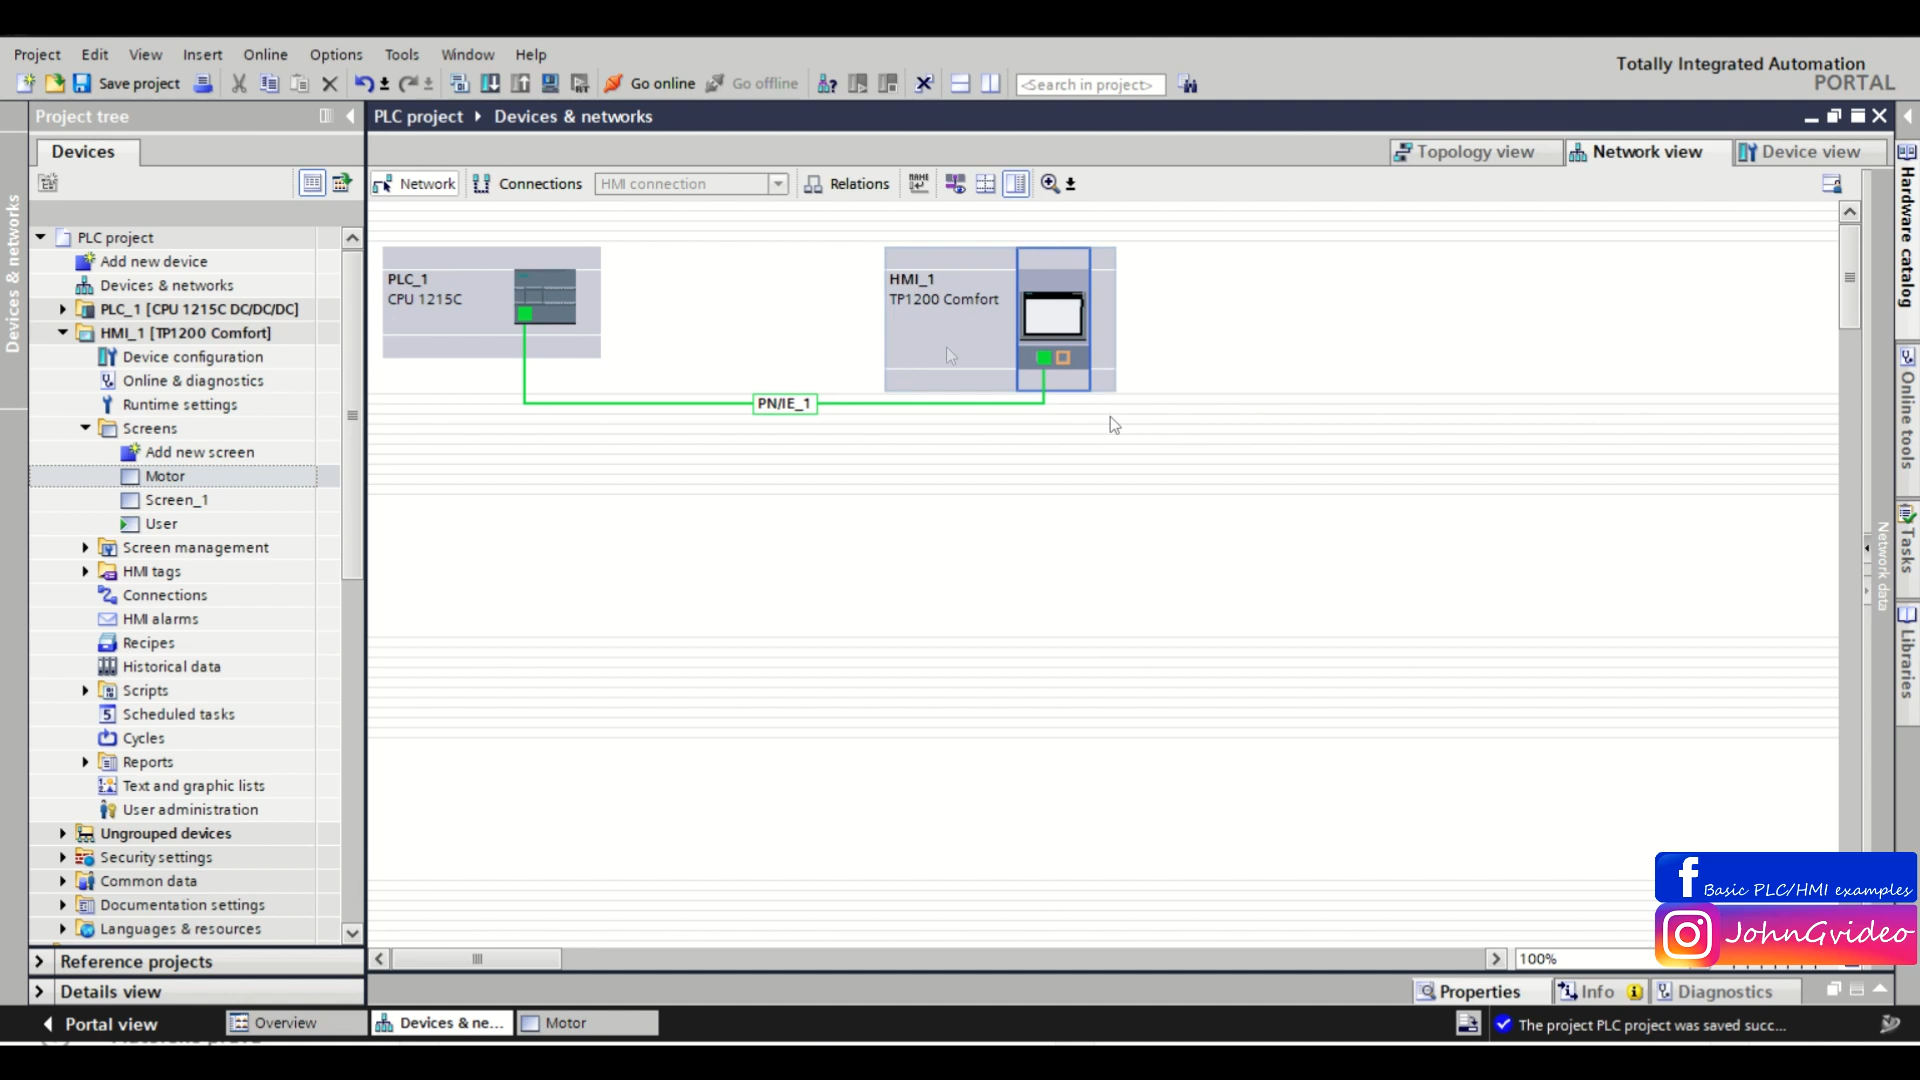 Project Edit View Insert Online Options Tools Window Help
Totally Integrated Automation
PORTAL
Save project
Go online
Go offline
<Search in project>
Project tree
PLC project
Devices & networks
Devices
Topology view
Network view
Device view
Network
Connections
HMI connection
Relations
Devices & networks
PLC project
Add new device
Devices & networks
PLC_1 [CPU 1215C DC/DC/DC]
HMI_1 [TP1200 Comfort]
Device configuration
Online & diagnostics
Runtime settings
Screens
Add new screen
Motor
Screen_1
User
Screen management
HMI tags
Connections
HMI alarms
Recipes
Historical data
Scripts
Scheduled tasks
Cycles
Reports
Text and graphic lists
User administration
Ungrouped devices
Security settings
Common data
Documentation settings
Languages & resources
Reference projects
Details view
PLC_1
CPU 1215C
HMI_1
TP1200 Comfort
PN/IE_1
Network data
Hardware catalog
Online tools
Tasks
Libraries
Basic PLC/HMI examples
JohnGvideo
100%
Properties
Info
Diagnostics
Portal view
Overview
Devices & ne...
Motor
The project PLC project was saved succ...